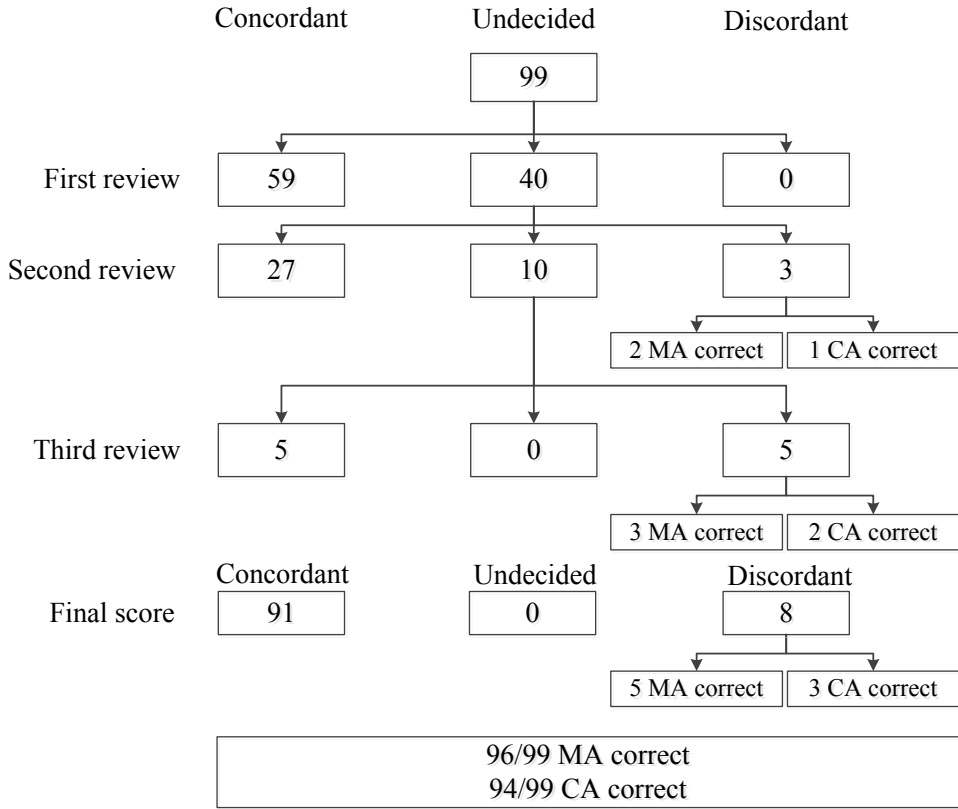 Concordant Undecided Discordant
99
First review 59 40 0
Second review 27 10 3
2 MA correct 1 CA correct
Third review 5 0 5
3 MA correct 2 CA correct
Concordant Undecided Discordant
Final score 91 0 8
5 MA correct 3 CA correct
96/99 MA correct
94/99 CA correct